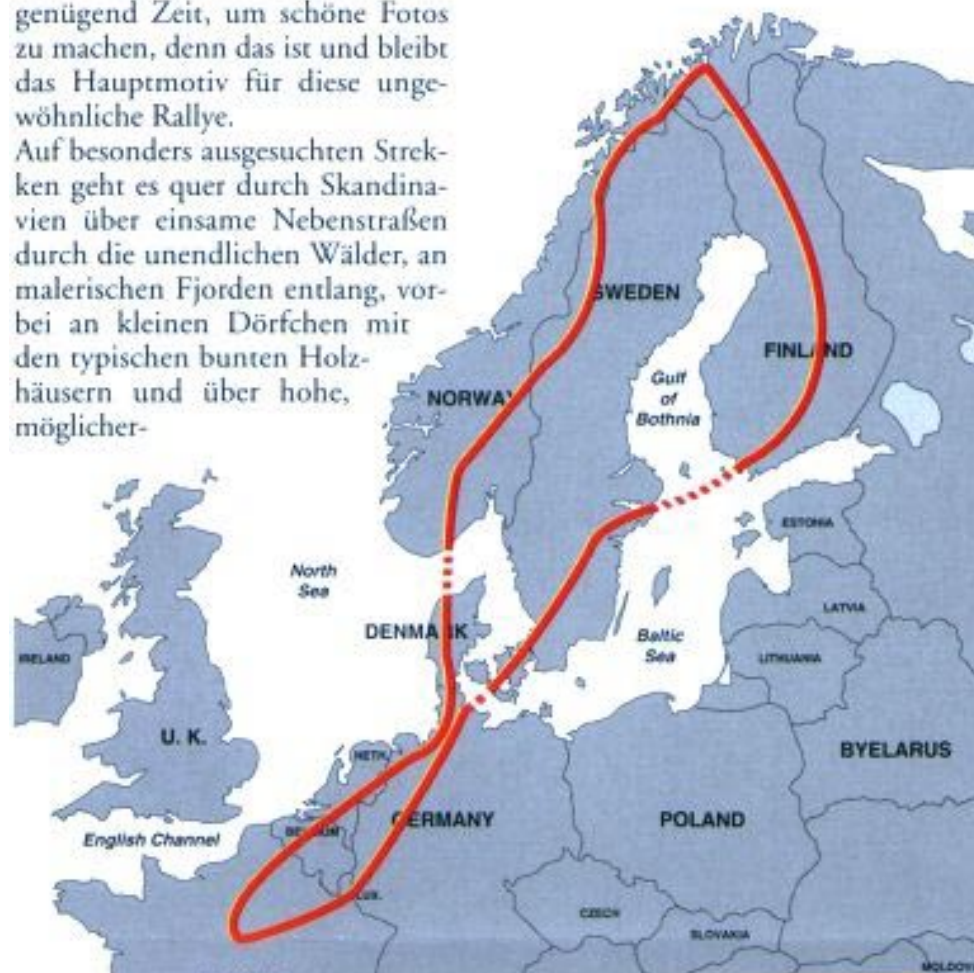 genügend Zeit, um schöne Fotos
zu machen, denn das ist und bleibt
das Hauptmotiv für diese unge-
wöhnliche Rallye.
Auf besonders ausgesuchten Strek-
ken geht es quer durch Skandina-
vien über einsame Nebenstraßen
durch die unendlichen Wälder, an
malerischen Fjorden entlang, vor-
bei an kleinen Dörfchen mit
den typischen bunten Holz-
häusern und über hohe,
möglicher-
SWEDEN
FINLAND
NORWAY
Gulf
of
Bothnia
ESTONIA
North
Sea
LATVIA
DENMARK
Baltic
Sea
IRELAND
LITHUANIA
U. K.
NETH.
BYELARUS
GERMANY
POLAND
BELGIUM
English Channel
LUX.
CZECH
SLOVAKIA